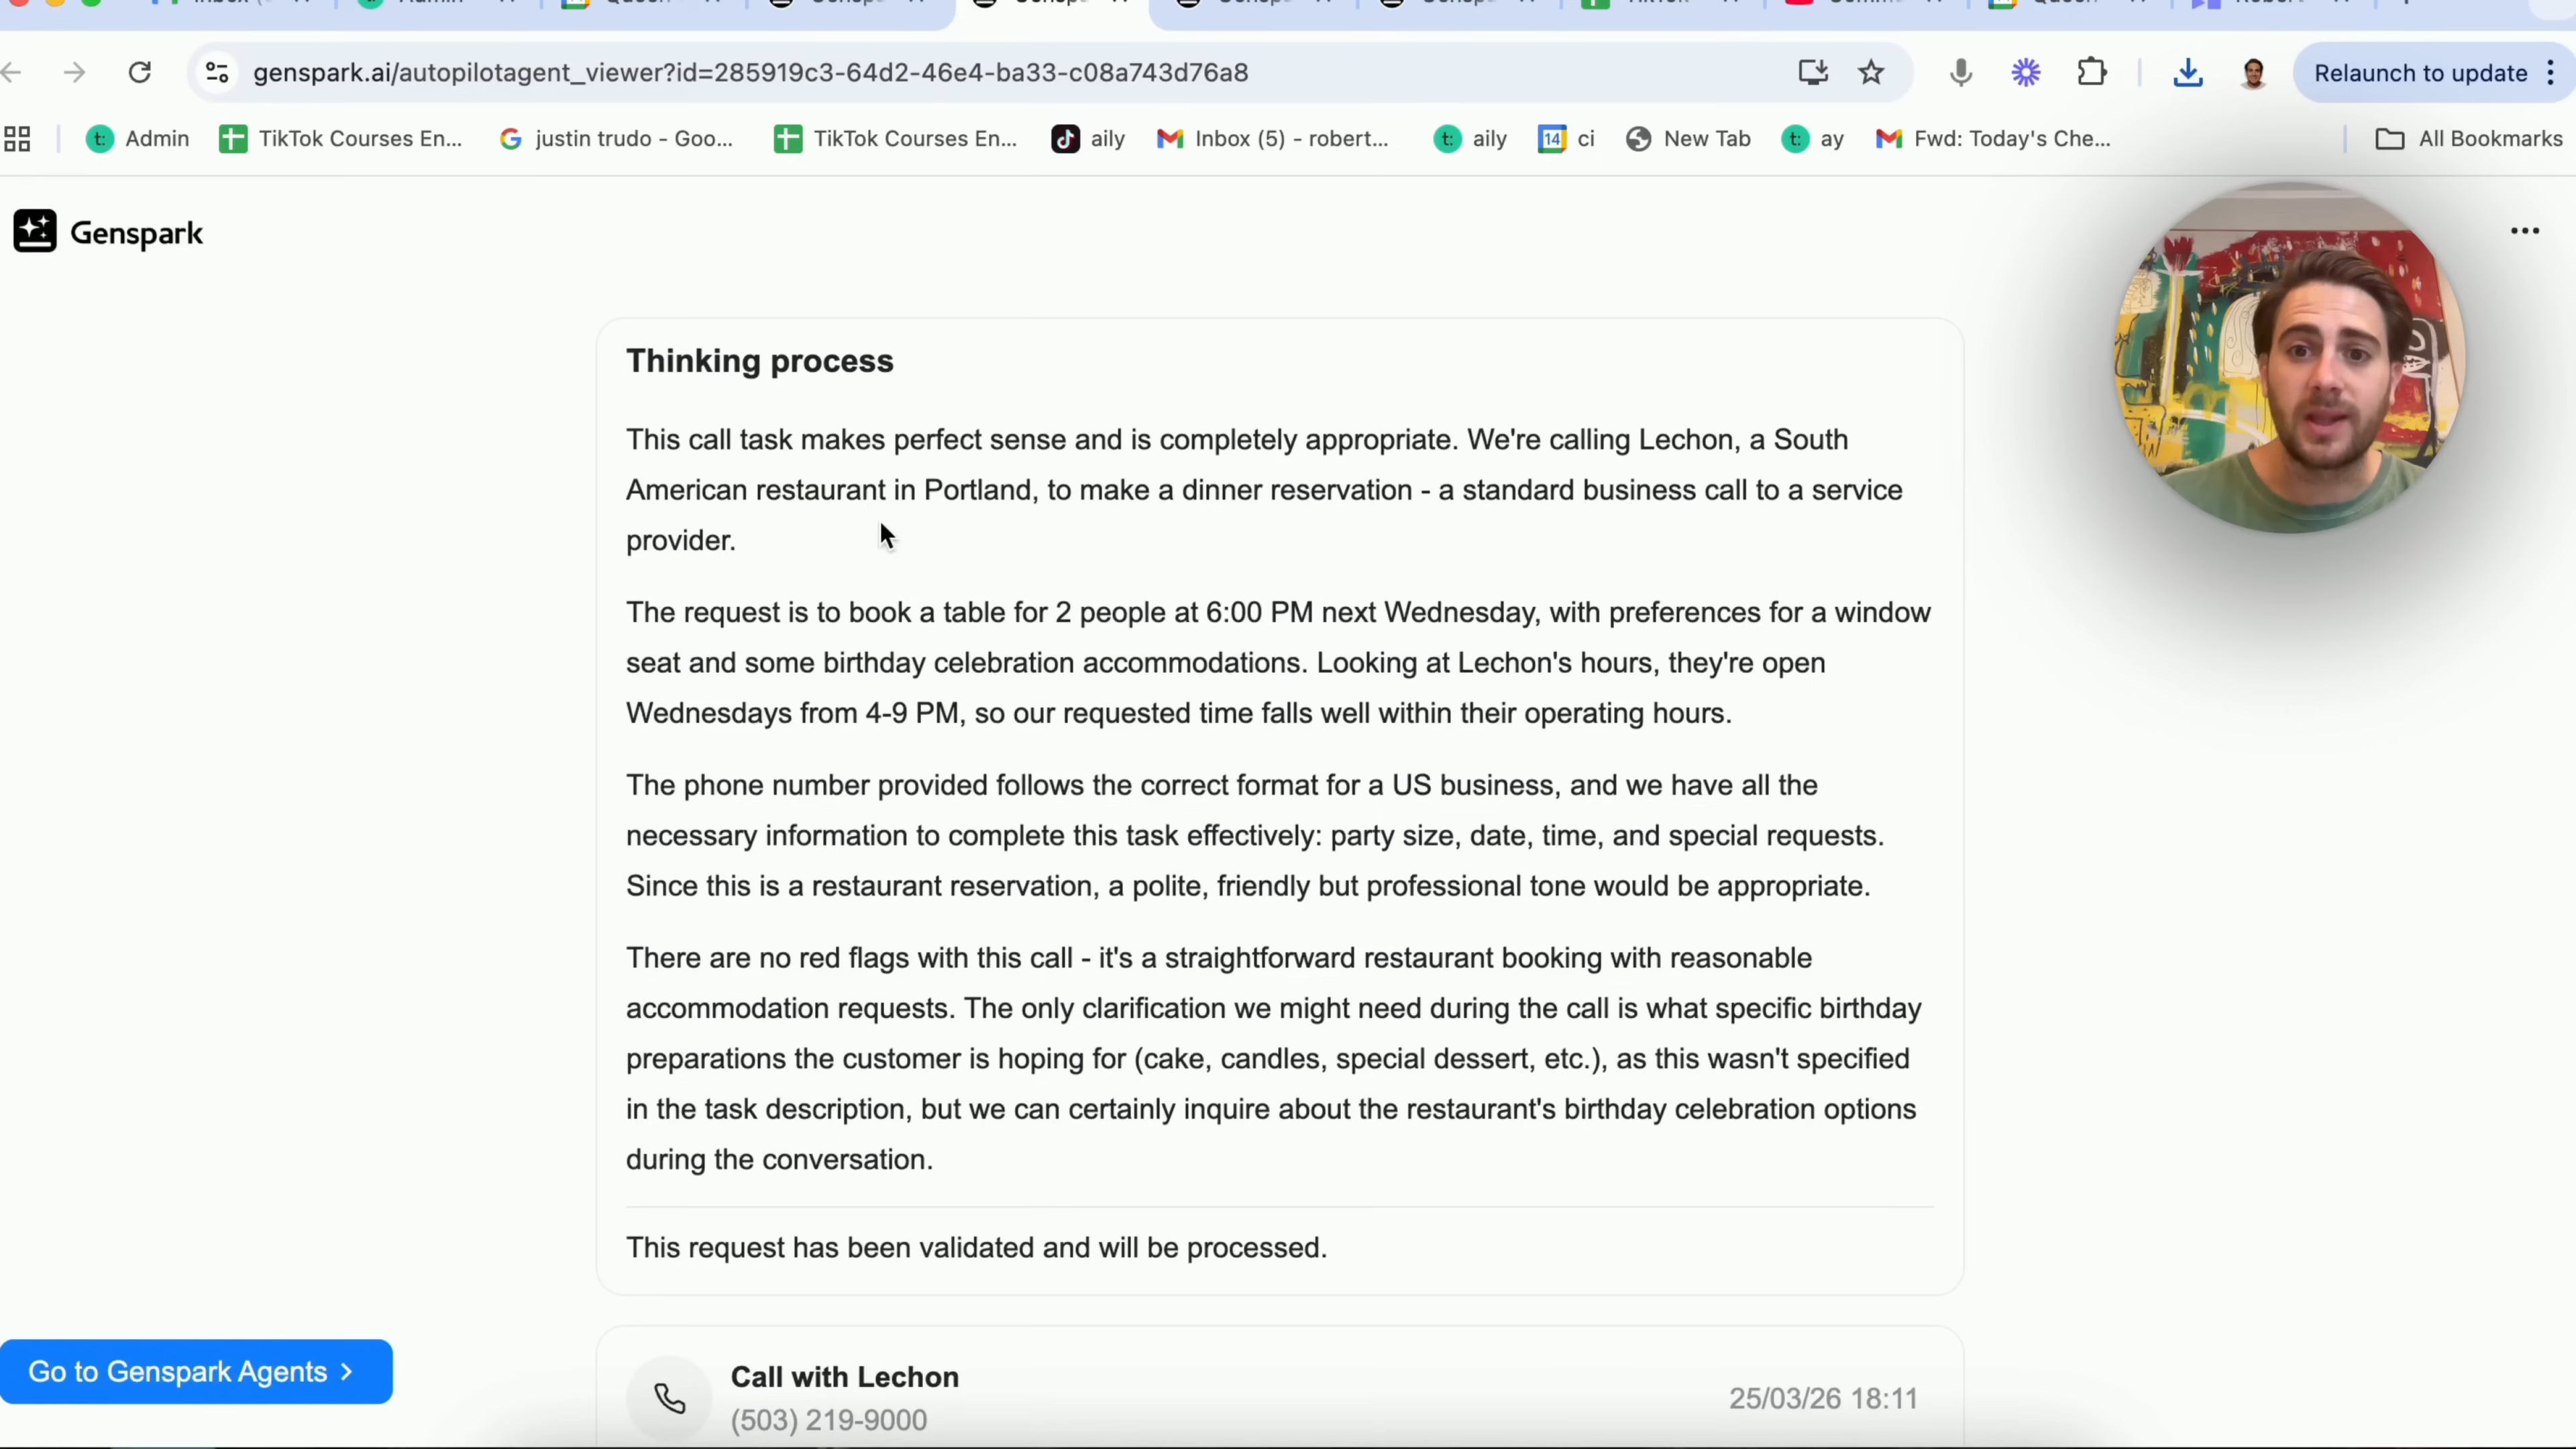 genspark.ai/autopilotagent_viewer?id=285919c3-64d2-46e4-ba33-c08a743d76a8
Relaunch to update
Admin
TikTok Courses En...
justin trudo - Goo...
TikTok Courses En...
aily
Inbox (5) - robert...
aily
14
ci
New Tab
ay
Fwd: Today's Che...
All Bookmarks
Genspark
Thinking process
This call task makes perfect sense and is completely appropriate. We're calling Lechon, a South
American restaurant in Portland, to make a dinner reservation - a standard business call to a service
provider.
The request is to book a table for 2 people at 6:00 PM next Wednesday, with preferences for a window
seat and some birthday celebration accommodations. Looking at Lechon's hours, they're open
Wednesdays from 4-9 PM, so our requested time falls well within their operating hours.
The phone number provided follows the correct format for a US business, and we have all the
necessary information to complete this task effectively: party size, date, time, and special requests.
Since this is a restaurant reservation, a polite, friendly but professional tone would be appropriate.
There are no red flags with this call - it's a straightforward restaurant booking with reasonable
accommodation requests. The only clarification we might need during the call is what specific birthday
preparations the customer is hoping for (cake, candles, special dessert, etc.), as this wasn't specified
in the task description, but we can certainly inquire about the restaurant's birthday celebration options
during the conversation.
This request has been validated and will be processed.
Go to Genspark Agents >
Call with Lechon
(503) 219-9000
25/03/26 18:11